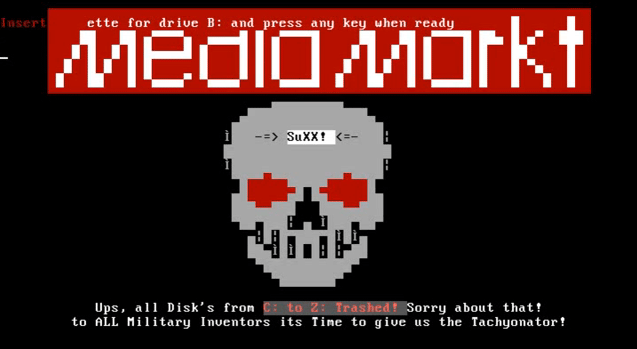 Insert     ette for drive B: and press any key when ready
Media Markt
-=> SuXX! <=-
Ups, all Disk's from C: to Z: Trashed! Sorry about that!
to ALL Military Inventors its Time to give us the Tachyonator!